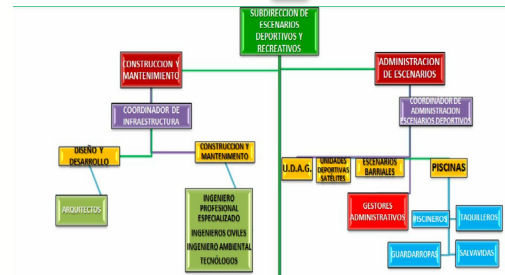 SUBDIRECCION DE
ESCENARIOS
DEPORTIVOS Y
RECREATIVOS
CONSTRUCCION Y
MANTENIMIENTO
ADMINISTRACION
DE ESCENARIOS
COORDINADOR DE
INFRAESTRUCTURA
COORDINADOR DE
ADMINISTRACION
ESCENARIOS DEPORTIVOS
DISEÑO Y
DESARROLLO
CONSTRUCCION Y
MANTENIMIENTO
U.D.A.G.
UNIDADES
DEPORTIVAS
SATÉLITES
ESCENARIOS
BARRIALES
PISCINAS
ARQUITECTOS
INGENIERO
PROFESIONAL
ESPECIALIZADO
INGENIEROS CIVILES
INGENIERO AMBIENTAL
TECNÓLOGOS
GESTORES
ADMINISTRATIVOS
PISCINEROS
TAQUILLEROS
GUARDARROPAS
SALVAVIDAS